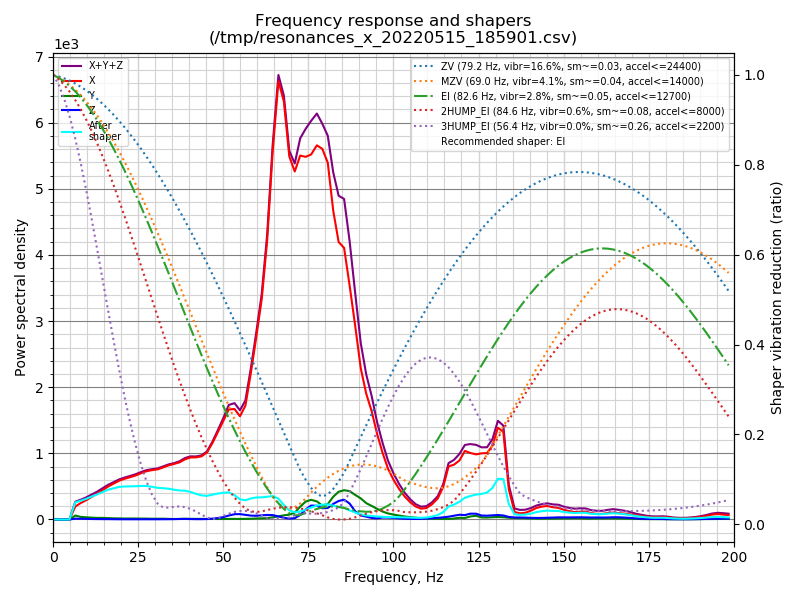 Frequency response and shapers
(/tmp/resonances_x_20220515_185901.csv)
1e3
X+Y+Z
X
Y
Z
After
shaper
ZV (79.2 Hz, vibr=16.6%, sm~=0.03, accel<=24400)
MZV (69.0 Hz, vibr=4.1%, sm~=0.04, accel<=14000)
EI (82.6 Hz, vibr=2.8%, sm~=0.05, accel<=12700)
2HUMP_EI (84.6 Hz, vibr=0.6%, sm~=0.08, accel<=8000)
3HUMP_EI (56.4 Hz, vibr=0.0%, sm~=0.26, accel<=2200)
Recommended shaper: EI
7
6
5
4
3
2
1
0
Power spectral density
1.0
0.8
0.6
0.4
0.2
0.0
Shaper vibration reduction (ratio)
0 25 50 75 100 125 150 175 200
Frequency, Hz